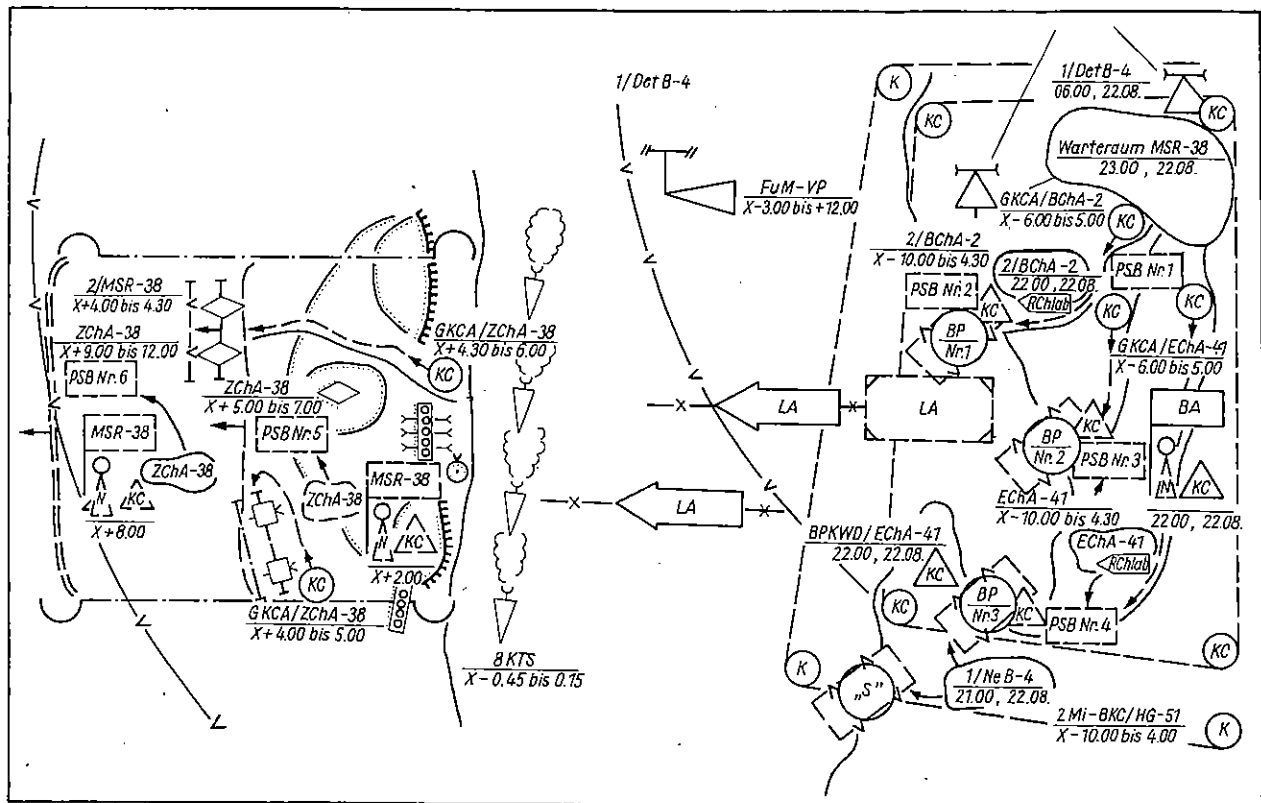 1/DetB-4
2/MSR-38
X+4.00 bis 4.30
ZChA-38
X+9.00 bis 12.00
PSB Nr.6
MSR-38
N
KC
X+8.00
ZChA-38
ZChA-38
X+5.00 bis 7.00
PSB Nr.5
ZChA-38
GKCA/ZChA-38
X+4.30 bis 6.00
KC
MSR-38
N
KC
X+2.00
KC
GKCA/ZChA-38
X+4.00 bis 5.00
8 KTS
X-0.45 bis 0.15
FuM-VP
X-3.00 bis +12.00
LA
LA
LA
K
KC
1/DetB-4
06.00, 22.08.
KC
Warteraum MSR-38
23.00, 22.08.
GKCA/BChA-2
X-6.00 bis 5.00
KC
2/BChA-2
X-10.00 bis 4.30
2/BChA-2
22.00, 22.08.
RChlab
PSB Nr.2
KC
BP
Nr.1
PSB Nr.1
KC
KC
GKCA/EChA-41
X-6.00 bis 5.00
BA
N
KC
22.00, 22.08.
KC
BP
Nr.2
PSB Nr.3
EChA-41
X-10.00 bis 4.30
EChA-41
RChlab
BPKWD/EChA-41
22.00, 22.08.
KC
KC
BP
Nr.3
KC
PSB Nr.4
KC
K
„S"
1/NeB-4
21.00, 22.08.
2Mi-BKC/HG-51
X-10.00 bis 4.00
K